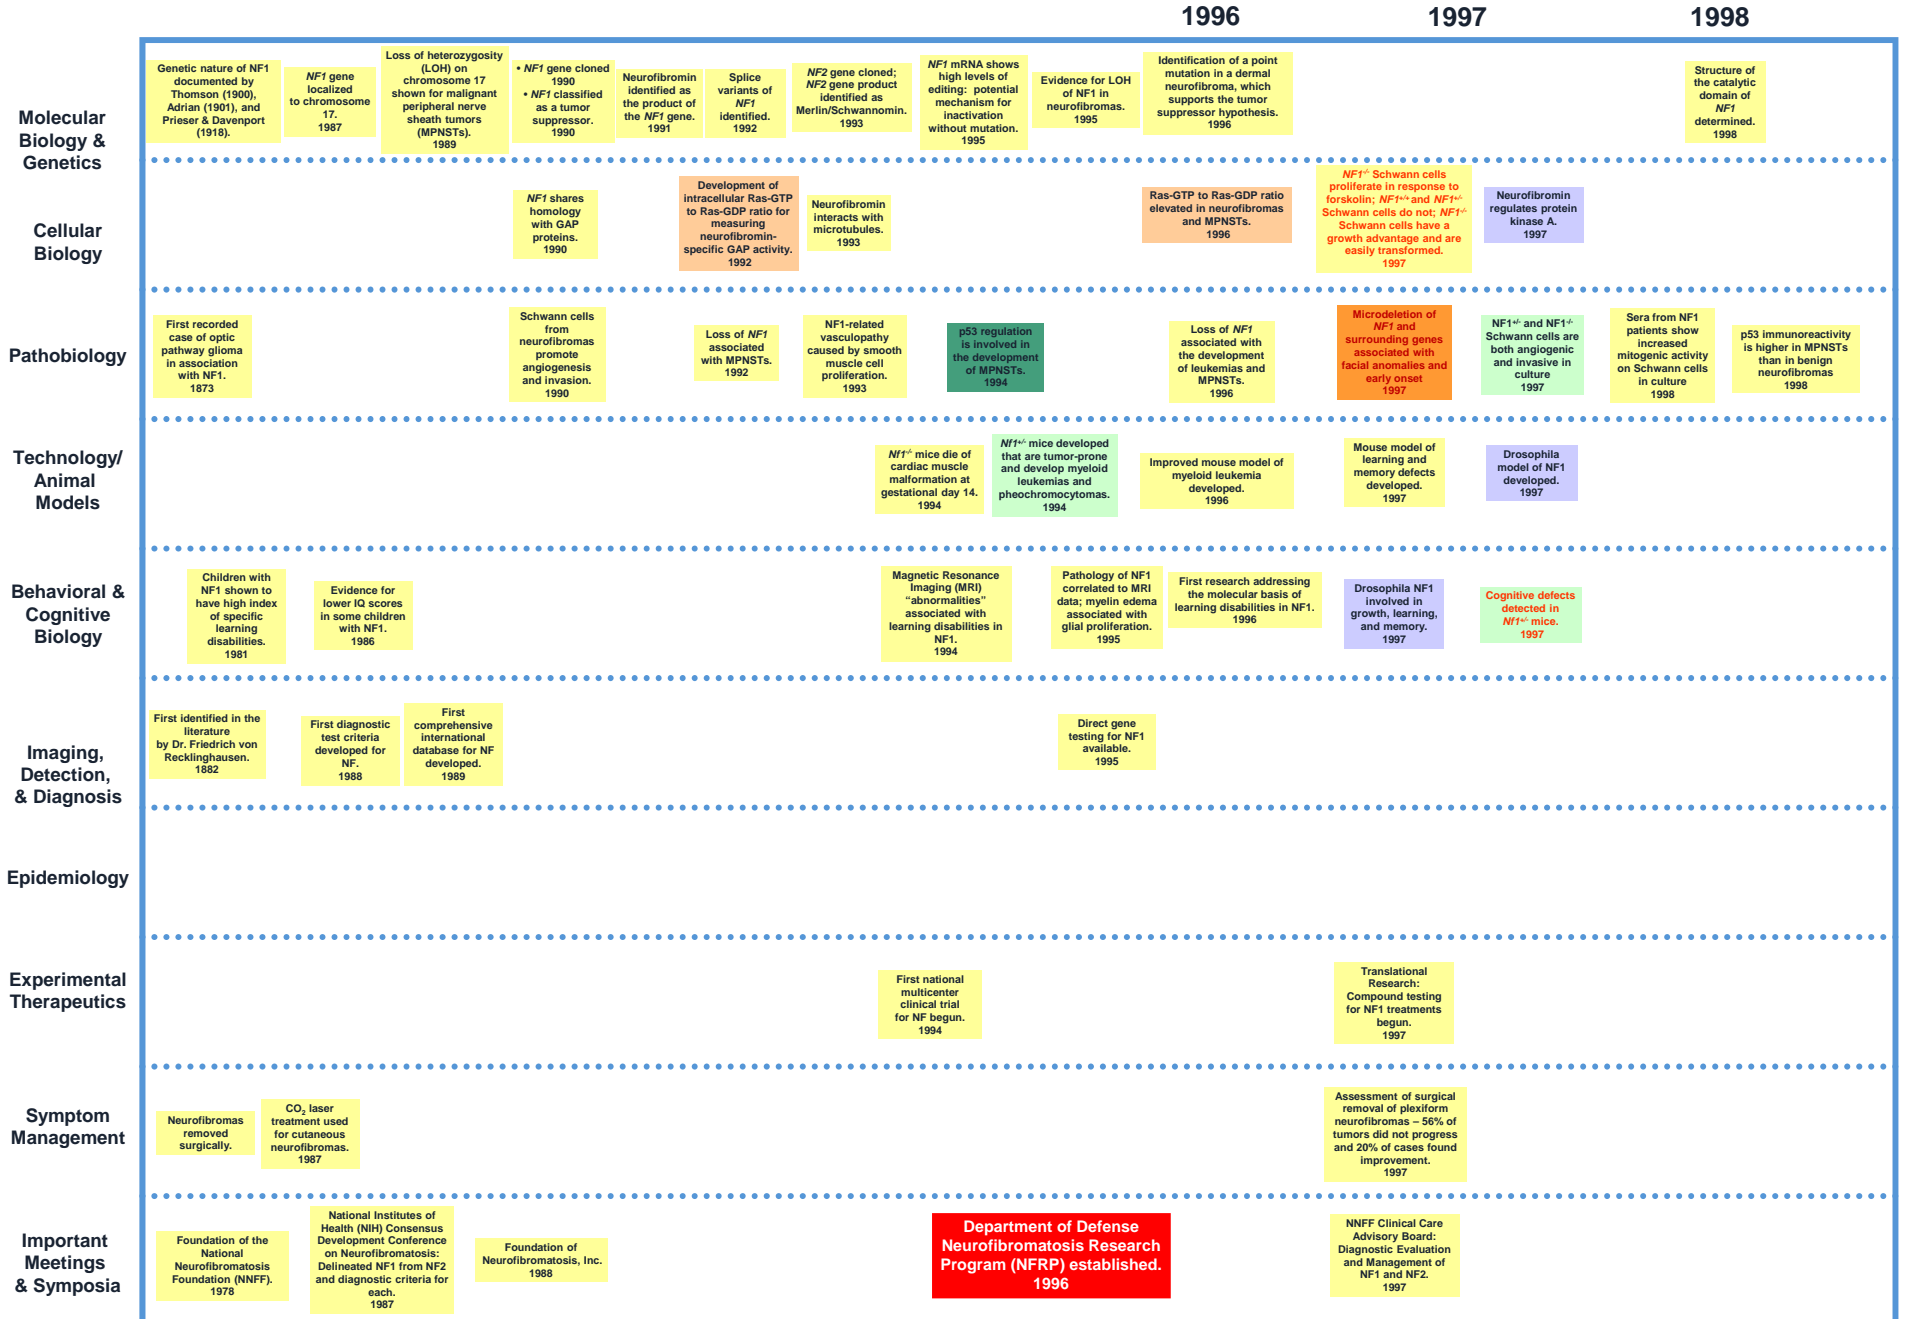 1996
1997
1998
Molecular
Biology &
Genetics
Genetic nature of NF1
documented by
Thomson (1900),
Adrian (1901), and
Prieser & Davenport
(1918).
NF1 gene
localized
to chromosome
17.
1987
Loss of heterozygosity
(LOH) on
chromosome 17
shown for malignant
peripheral nerve
sheath tumors
(MPNSTs).
1989
• NF1 gene cloned
1990
• NF1 classified
as a tumor
suppressor.
1990
Neurofibromin
identified as
the product of
the NF1 gene.
1991
Splice
variants of
NF1
identified.
1992
NF2 gene cloned;
NF2 gene product
identified as
Merlin/Schwannomin.
1993
NF1 mRNA shows
high levels of
editing: potential
mechanism for
inactivation
without mutation.
1995
Evidence for LOH
of NF1 in
neurofibromas.
1995
Identification of a point
mutation in a dermal
neurofibroma, which
supports the tumor
suppressor hypothesis.
1996
Structure of
the catalytic
domain of
NF1
determined.
1998
Cellular
Biology
NF1 shares
homology
with GAP
proteins.
1990
Development of
intracellular Ras-GTP
to Ras-GDP ratio for
measuring
neurofibromin-
specific GAP activity.
1992
Neurofibromin
interacts with
microtubules.
1993
Ras-GTP to Ras-GDP ratio
elevated in neurofibromas
and MPNSTs.
1996
NF1-/- Schwann cells
proliferate in response to
forskolin; NF1+/+ and NF1+/-
Schwann cells do not; NF1-/-
Schwann cells have a
growth advantage and are
easily transformed.
1997
Neurofibromin
regulates protein
kinase A.
1997
Pathobiology
First recorded
case of optic
pathway glioma
in association
with NF1.
1873
Schwann cells
from
neurofibromas
promote
angiogenesis
and invasion.
1990
Loss of NF1
associated
with MPNSTs.
1992
NF1-related
vasculopathy
caused by smooth
muscle cell
proliferation.
1993
p53 regulation
is involved in
the development
of MPNSTs.
1994
Loss of NF1
associated with
the development
of leukemias and
MPNSTs.
1996
Microdeletion of
NF1 and
surrounding genes
associated with
facial anomalies and
early onset
1997
NF1+/- and NF1-/-
Schwann cells are
both angiogenic
and invasive in
culture
1997
Sera from NF1
patients show
increased
mitogenic activity
on Schwann cells
in culture
1998
p53 immunoreactivity
is higher in MPNSTs
than in benign
neurofibromas
1998
Technology/
Animal
Models
Nf1-/- mice die of
cardiac muscle
malformation at
gestational day 14.
1994
Nf1+/- mice developed
that are tumor-prone
and develop myeloid
leukemias and
pheochromocytomas.
1994
Improved mouse model of
myeloid leukemia
developed.
1996
Mouse model of
learning and
memory defects
developed.
1997
Drosophila
model of NF1
developed.
1997
Behavioral &
Cognitive
Biology
Children with
NF1 shown to
have high index
of specific
learning
disabilities.
1981
Evidence for
lower IQ scores
in some children
with NF1.
1986
Magnetic Resonance
Imaging (MRI)
“abnormalities”
associated with
learning disabilities in
NF1.
1994
Pathology of NF1
correlated to MRI
data; myelin edema
associated with
glial proliferation.
1995
First research addressing
the molecular basis of
learning disabilities in NF1.
1996
Drosophila NF1
involved in
growth, learning,
and memory.
1997
Cognitive defects
detected in
Nf1+/- mice.
1997
Imaging,
Detection,
& Diagnosis
First identified in the
literature
by Dr. Friedrich von
Recklinghausen.
1882
First diagnostic
test criteria
developed for
NF.
1988
First
comprehensive
international
database for NF
developed.
1989
Direct gene
testing for NF1
available.
1995
Epidemiology
Experimental
Therapeutics
First national
multicenter
clinical trial
for NF begun.
1994
Translational
Research:
Compound testing
for NF1 treatments
begun.
1997
Symptom
Management
Neurofibromas
removed
surgically.
CO2 laser
treatment used
for cutaneous
neurofibromas.
1987
Assessment of surgical
removal of plexiform
neurofibromas – 56% of
tumors did not progress
and 20% of cases found
improvement.
1997
Important
Meetings
& Symposia
Foundation of the
National
Neurofibromatosis
Foundation (NNFF).
1978
National Institutes of
Health (NIH) Consensus
Development Conference
on Neurofibromatosis:
Delineated NF1 from NF2
and diagnostic criteria for
each.
1987
Foundation of
Neurofibromatosis, Inc.
1988
Department of Defense
Neurofibromatosis Research
Program (NFRP) established.
1996
NNFF Clinical Care
Advisory Board:
Diagnostic Evaluation
and Management of
NF1 and NF2.
1997